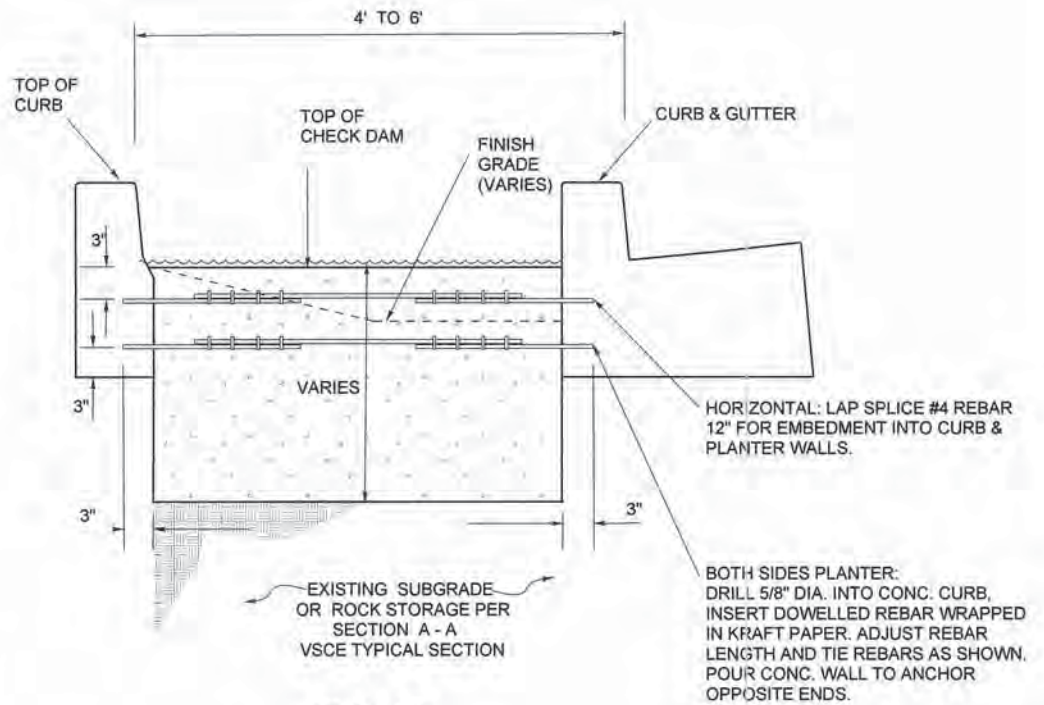 4' TO 6'
TOP OF
CURB
TOP OF
CHECK DAM
FINISH
GRADE
(VARIES)
CURB & GUTTER
3"
VARIES
3"
HORIZONTAL: LAP SPLICE #4 REBAR
12" FOR EMBEDMENT INTO CURB &
PLANTER WALLS.
3"
3"
EXISTING SUBGRADE
OR ROCK STORAGE PER
SECTION A - A
VSCE TYPICAL SECTION
BOTH SIDES PLANTER:
DRILL 5/8" DIA. INTO CONC. CURB,
INSERT DOWELLED REBAR WRAPPED
IN KRAFT PAPER. ADJUST REBAR
LENGTH AND TIE REBARS AS SHOWN.
POUR CONC. WALL TO ANCHOR
OPPOSITE ENDS.